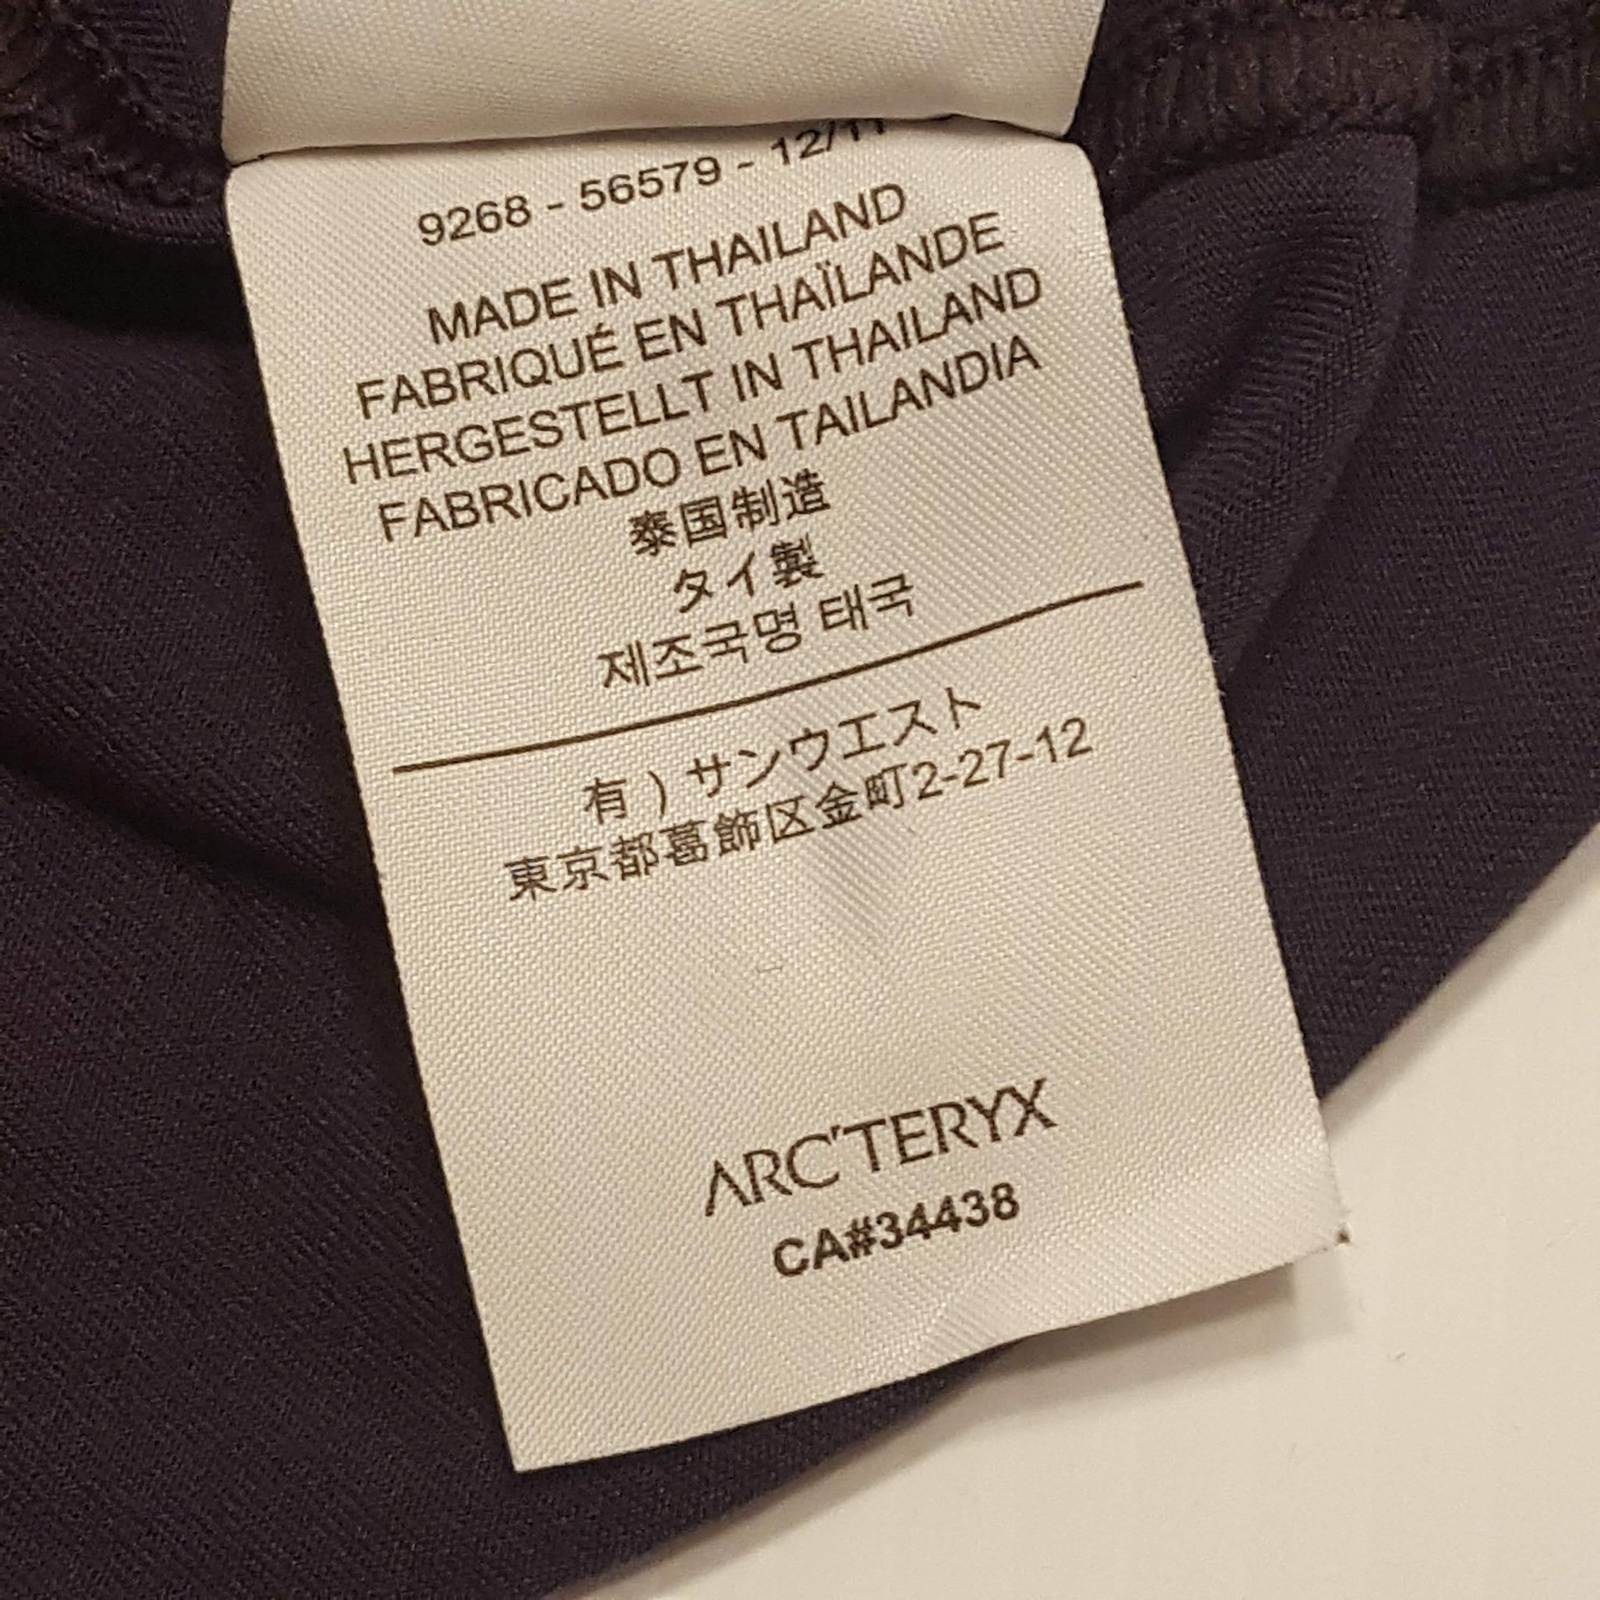 9268 - 56579 - 12/11
MADE IN THAILAND
FABRIQUÉ EN THAÏLANDE
HERGESTELLT IN THAILAND
FABRICADO EN TAILANDIA
泰国制造
タイ製
제조국명 태국
有）サンウエスト
東京都葛飾区金町2-27-12
ARC'TERYX
CA#34438